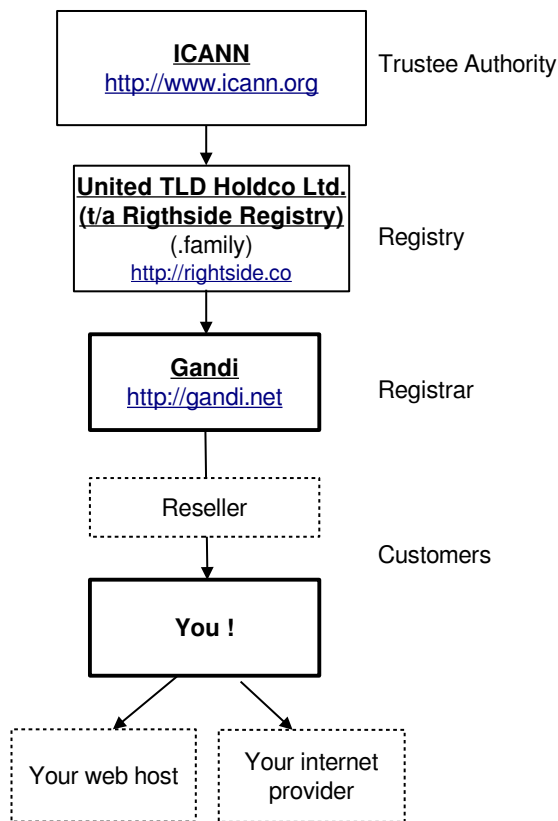 ICANN
http://www.icann.org
Trustee Authority
United TLD Holdco Ltd.
(t/a Rigthside Registry)
(.family)
http://rightside.co
Registry
Gandi
http://gandi.net
Registrar
Reseller
Customers
You !
Your web host
Your internet
provider